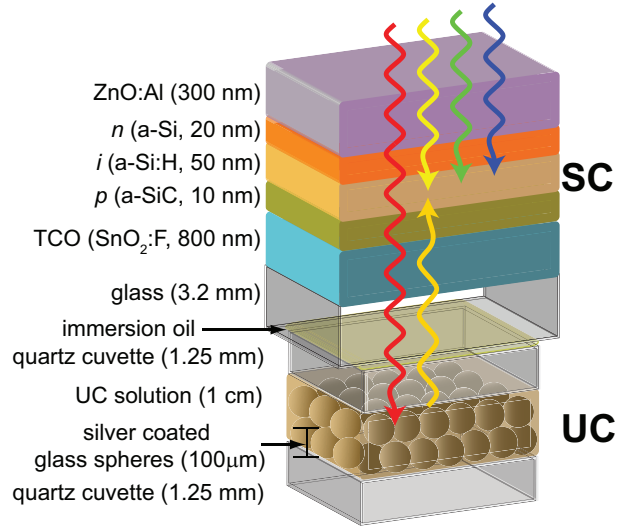 ZnO:Al (300 nm)
n (a-Si, 20 nm)
i (a-Si:H, 50 nm)
p (a-SiC, 10 nm)
TCO (SnO₂:F, 800 nm)
glass (3.2 mm)
immersion oil
quartz cuvette (1.25 mm)
UC solution (1 cm)
silver coated
glass spheres (100μm)
quartz cuvette (1.25 mm)
SC
UC